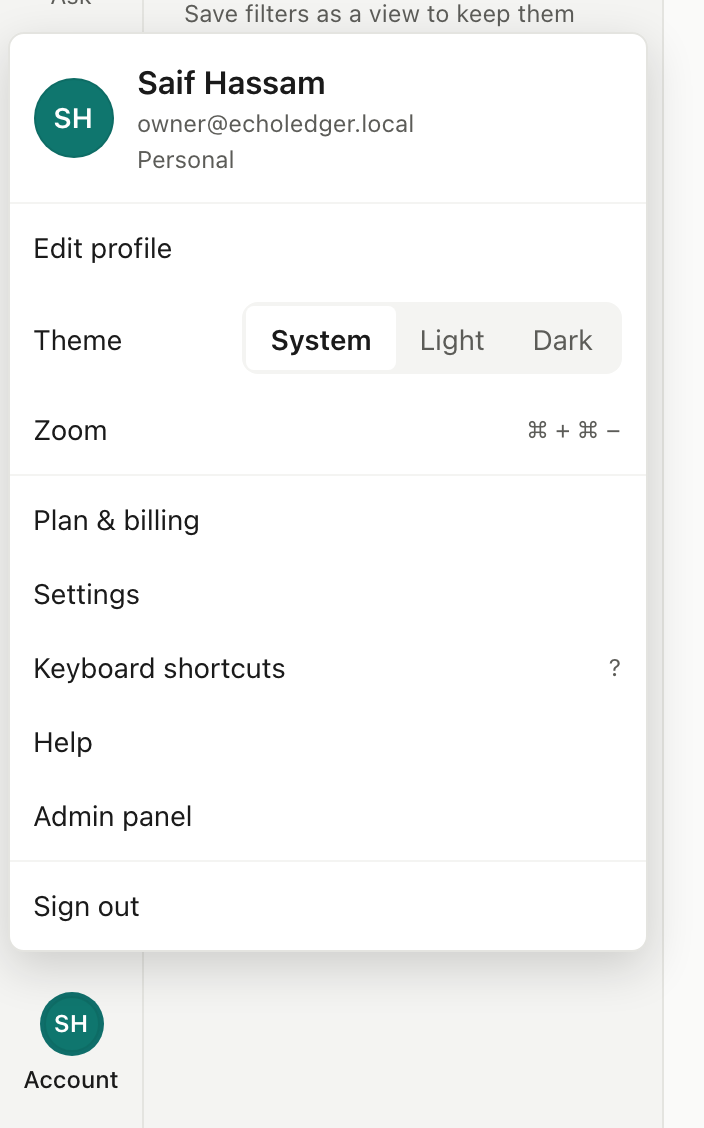 Ask
Save filters as a view to keep them
SH
Saif Hassam
owner@echoledger.local
Personal
Edit profile
Theme
System Light Dark
Zoom ⌘ + ⌘ −
Plan & billing
Settings
Keyboard shortcuts ?
Help
Admin panel
Sign out
SH
Account